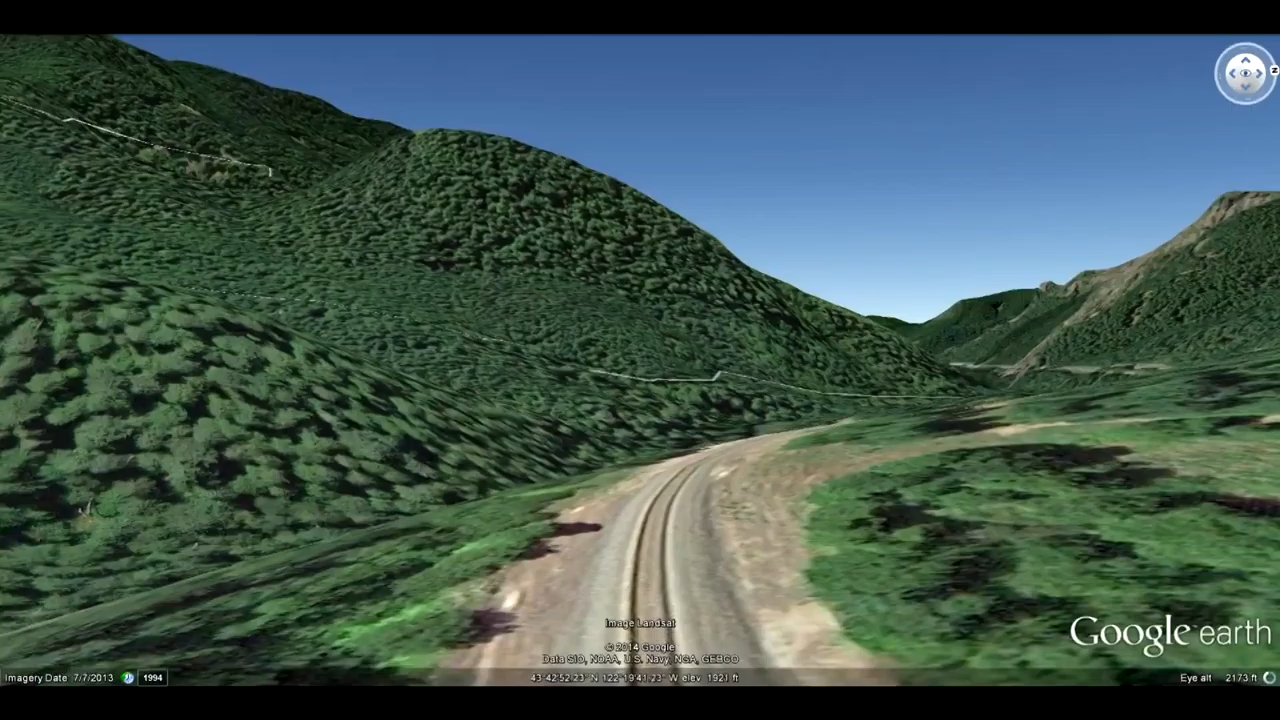 N
Image Landsat
© 2014 Google
Data SIO, NOAA, U.S. Navy, NGA, GEBCO
Google earth
Imagery Date 7/7/2013 1994 43°42'52.23" N 122°19'41.23" W elev 1921 ft Eye alt 2173 ft